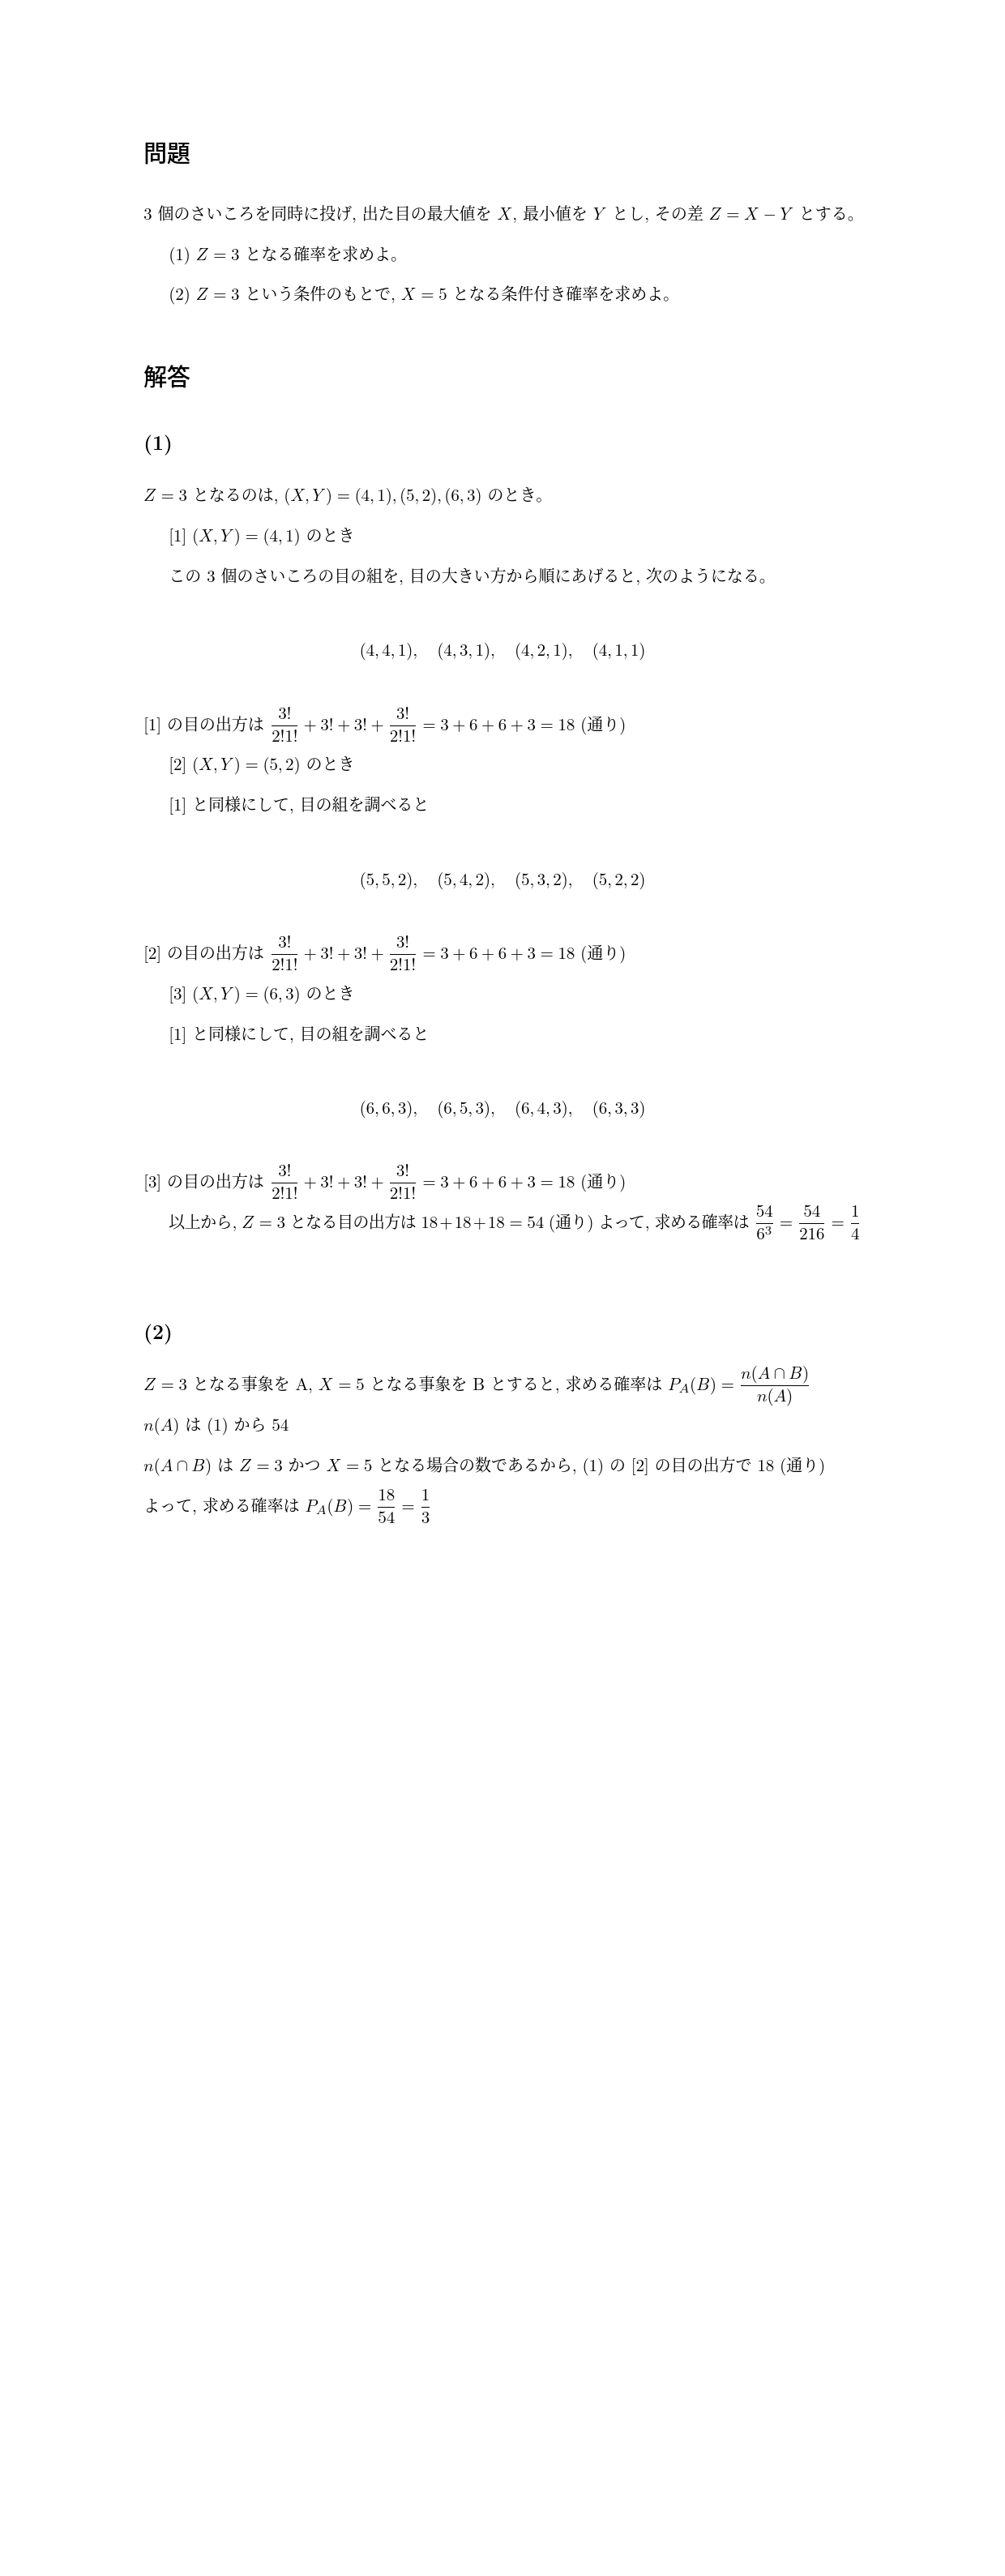 問題
3 個のさいころを同時に投げ, 出た目の最大値を X, 最小値を Y とし, その差 Z = X − Y とする。
(1) Z = 3 となる確率を求めよ。
(2) Z = 3 という条件のもとで, X = 5 となる条件付き確率を求めよ。
解答
(1)
Z = 3 となるのは, (X, Y) = (4, 1), (5, 2), (6, 3) のとき。
[1] (X, Y) = (4, 1) のとき
この 3 個のさいころの目の組を, 目の大きい方から順にあげると, 次のようになる。
(4, 4, 1), (4, 3, 1), (4, 2, 1), (4, 1, 1)
[1] の目の出方は \frac{3!}{2!1!} + 3! + 3! + \frac{3!}{2!1!} = 3 + 6 + 6 + 3 = 18 (通り)
[2] (X, Y) = (5, 2) のとき
[1] と同様にして, 目の組を調べると
(5, 5, 2), (5, 4, 2), (5, 3, 2), (5, 2, 2)
[2] の目の出方は \frac{3!}{2!1!} + 3! + 3! + \frac{3!}{2!1!} = 3 + 6 + 6 + 3 = 18 (通り)
[3] (X, Y) = (6, 3) のとき
[1] と同様にして, 目の組を調べると
(6, 6, 3), (6, 5, 3), (6, 4, 3), (6, 3, 3)
[3] の目の出方は \frac{3!}{2!1!} + 3! + 3! + \frac{3!}{2!1!} = 3 + 6 + 6 + 3 = 18 (通り)
以上から, Z = 3 となる目の出方は 18+18+18 = 54 (通り) よって, 求める確率は \frac{54}{6^3} = \frac{54}{216} = \frac{1}{4}
(2)
Z = 3 となる事象を A, X = 5 となる事象を B とすると, 求める確率は P_A(B) = \frac{n(A ∩ B)}{n(A)}
n(A) は (1) から 54
n(A ∩ B) は Z = 3 かつ X = 5 となる場合の数であるから, (1) の [2] の目の出方で 18 (通り)
よって, 求める確率は P_A(B) = \frac{18}{54} = \frac{1}{3}